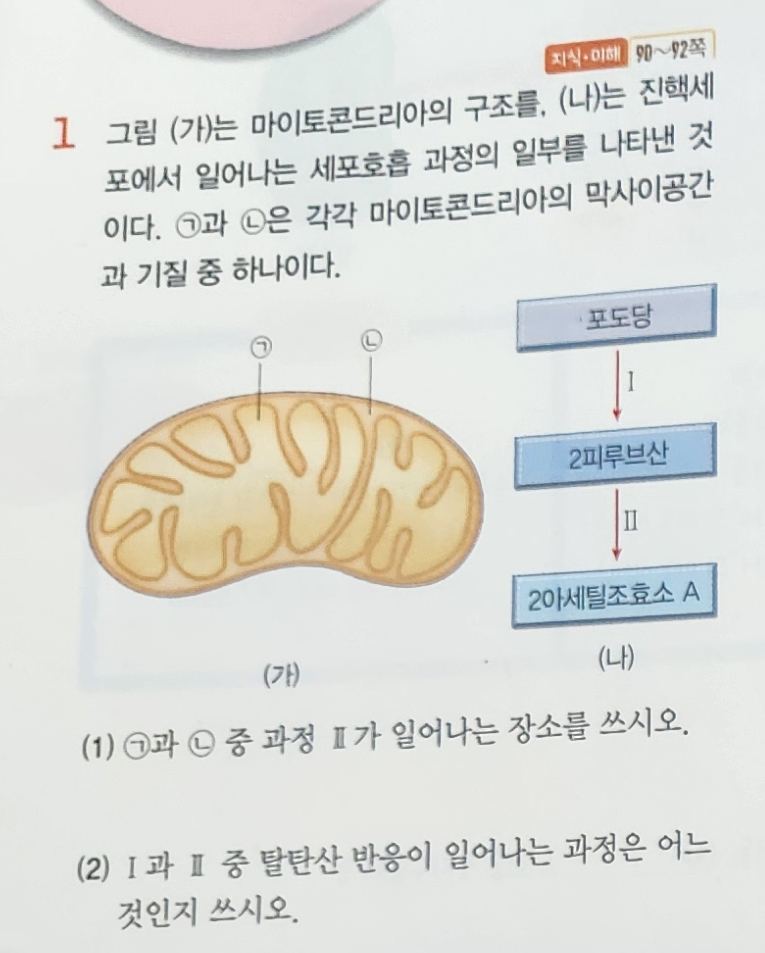 지식·이해 90~92쪽
1 그림 (가)는 마이토콘드리아의 구조를, (나)는 진핵세
포에서 일어나는 세포호흡 과정의 일부를 나타낸 것
이다. ㉠과 ㉡은 각각 마이토콘드리아의 막사이공간
과 기질 중 하나이다.
㉠ ㉡
포도당
Ⅰ
2피루브산
Ⅱ
2아세틸조효소 A
(가)
(나)
(1) ㉠과 ㉡ 중 과정 Ⅱ가 일어나는 장소를 쓰시오.
(2) Ⅰ과 Ⅱ 중 탈탄산 반응이 일어나는 과정은 어느
것인지 쓰시오.